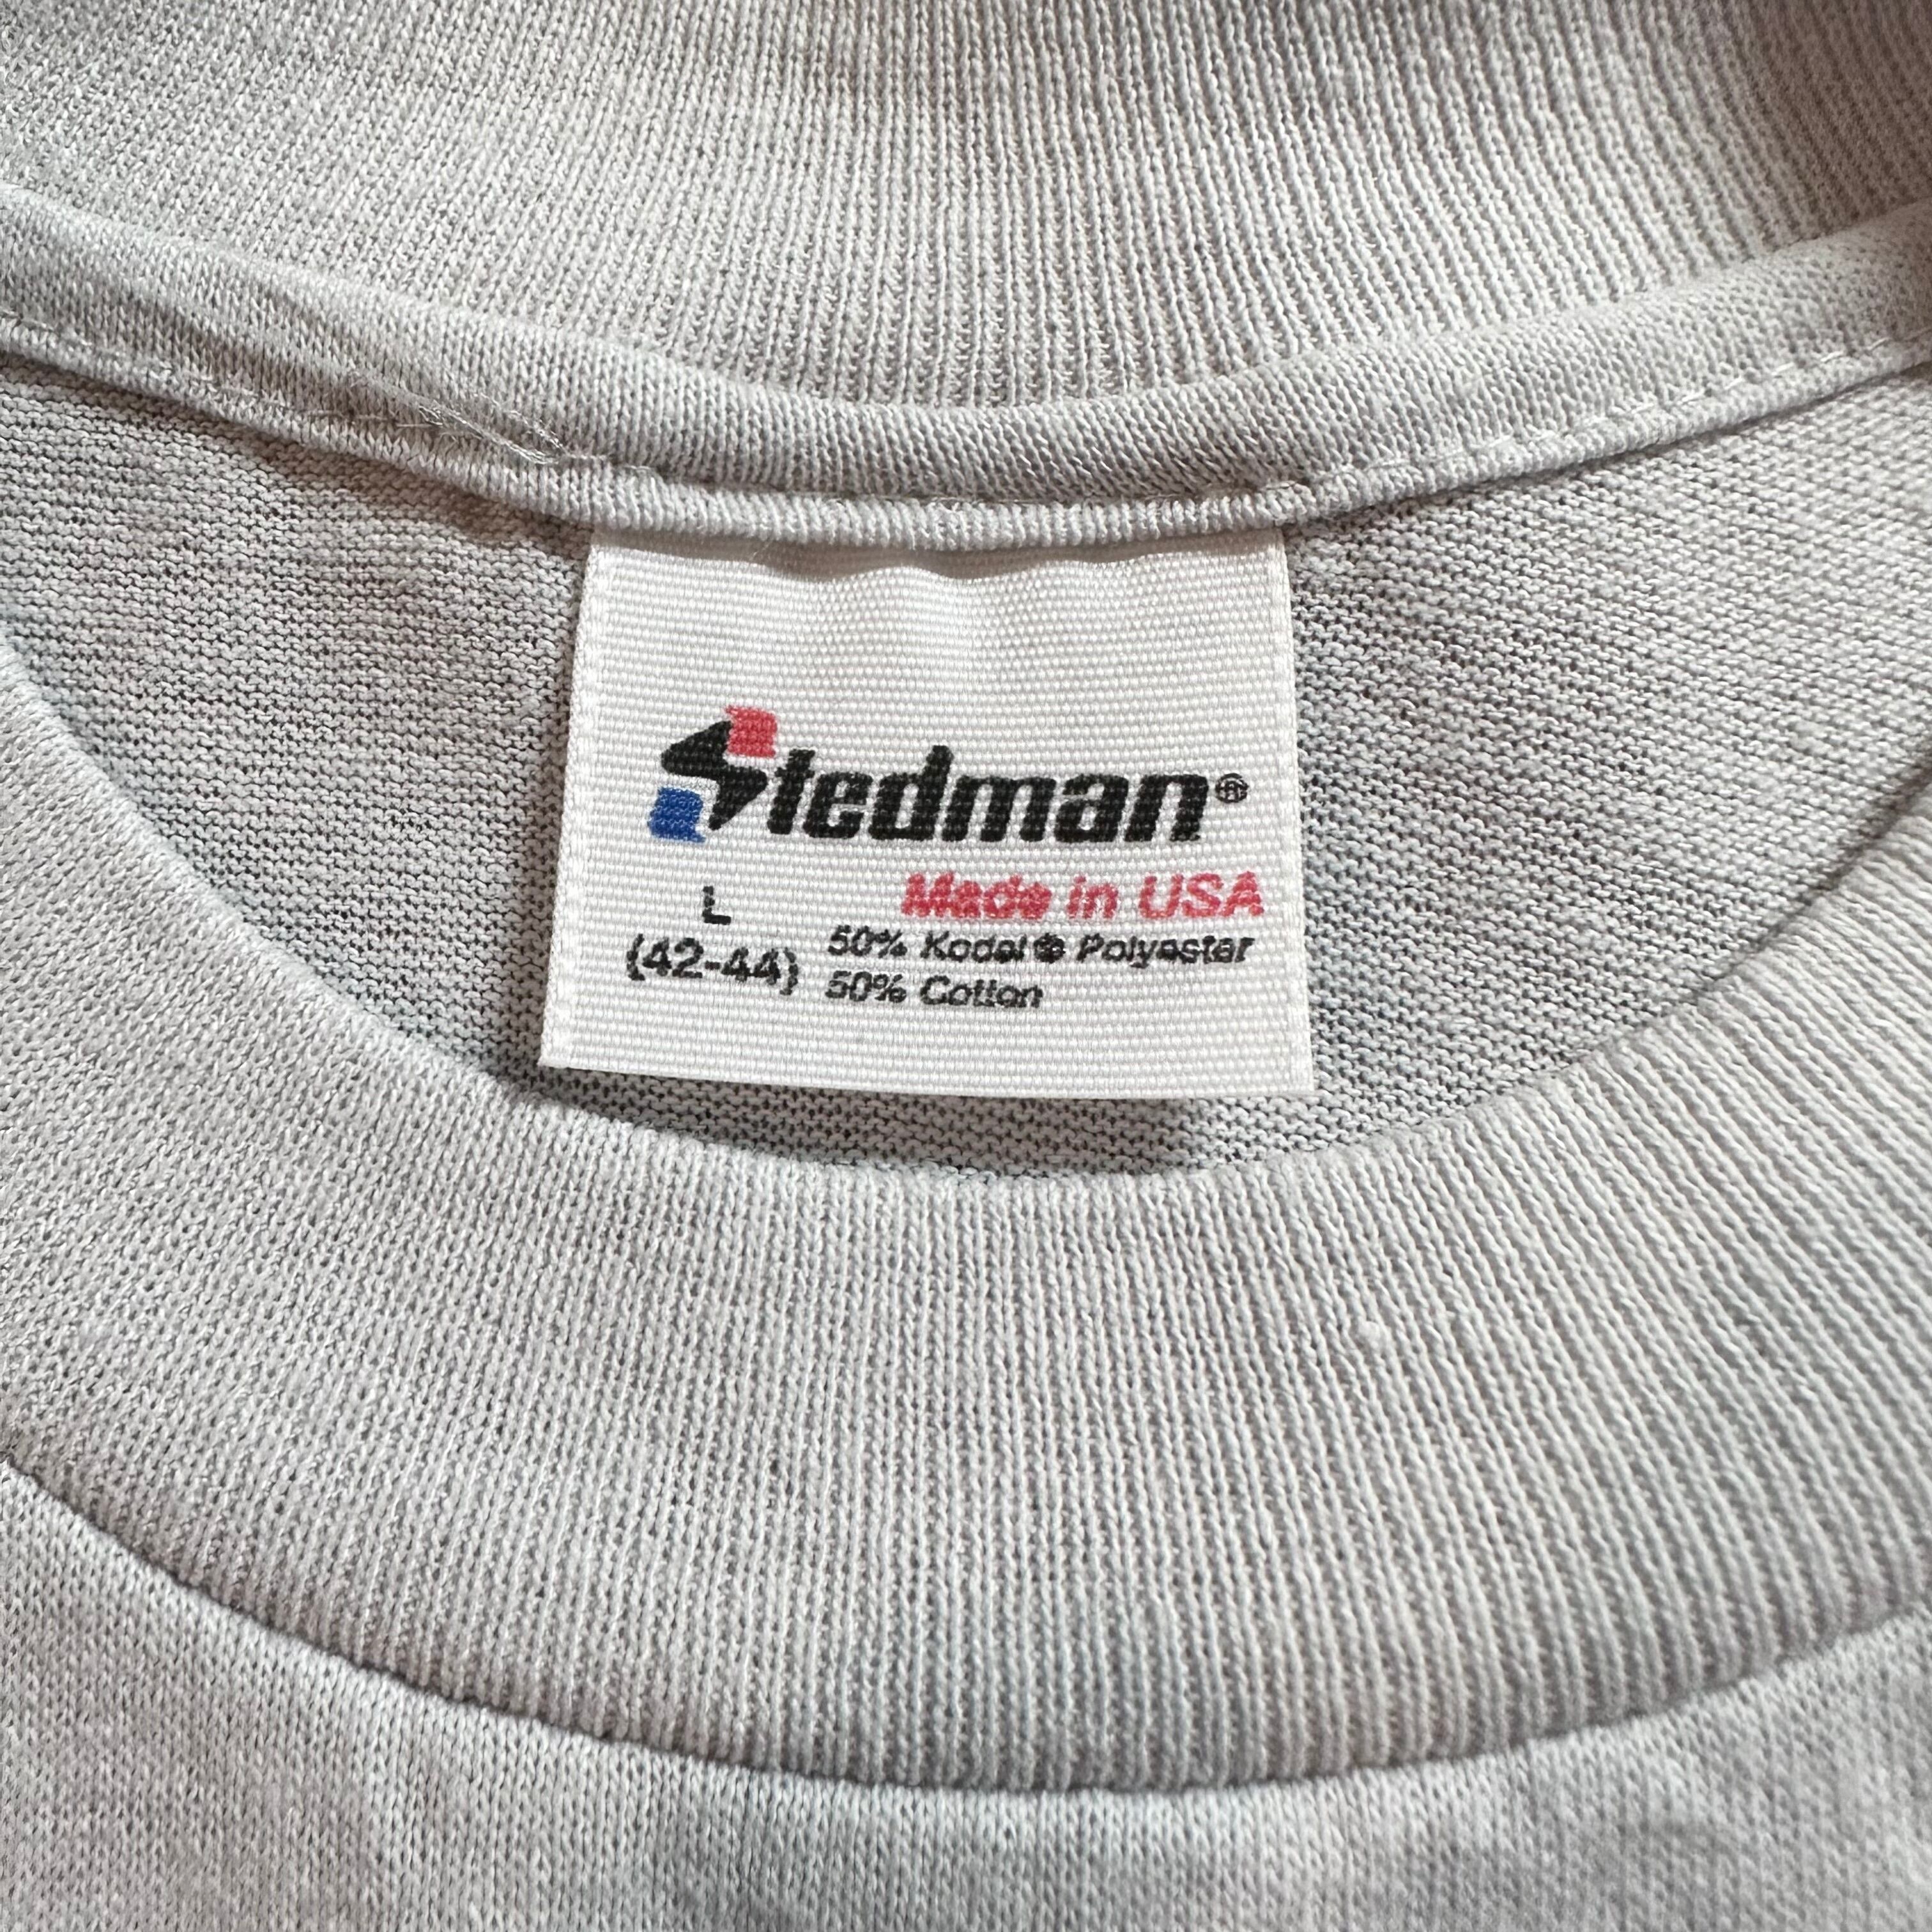 Stedman®
Made in USA
L
(42-44)
50% Kodel® Polyester
50% Cotton